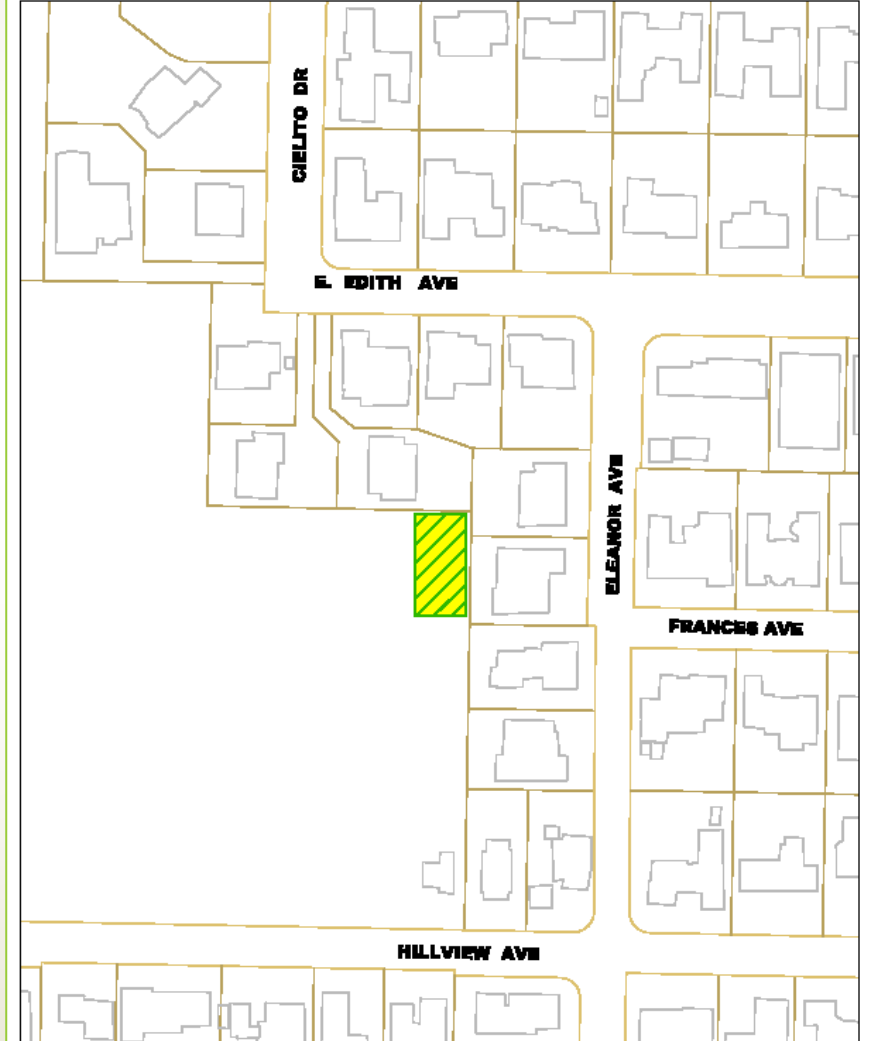 CIELITO DR
E. EDITH AVE
ELEANOR AVE
FRANCES AVE
HILLVIEW AVE